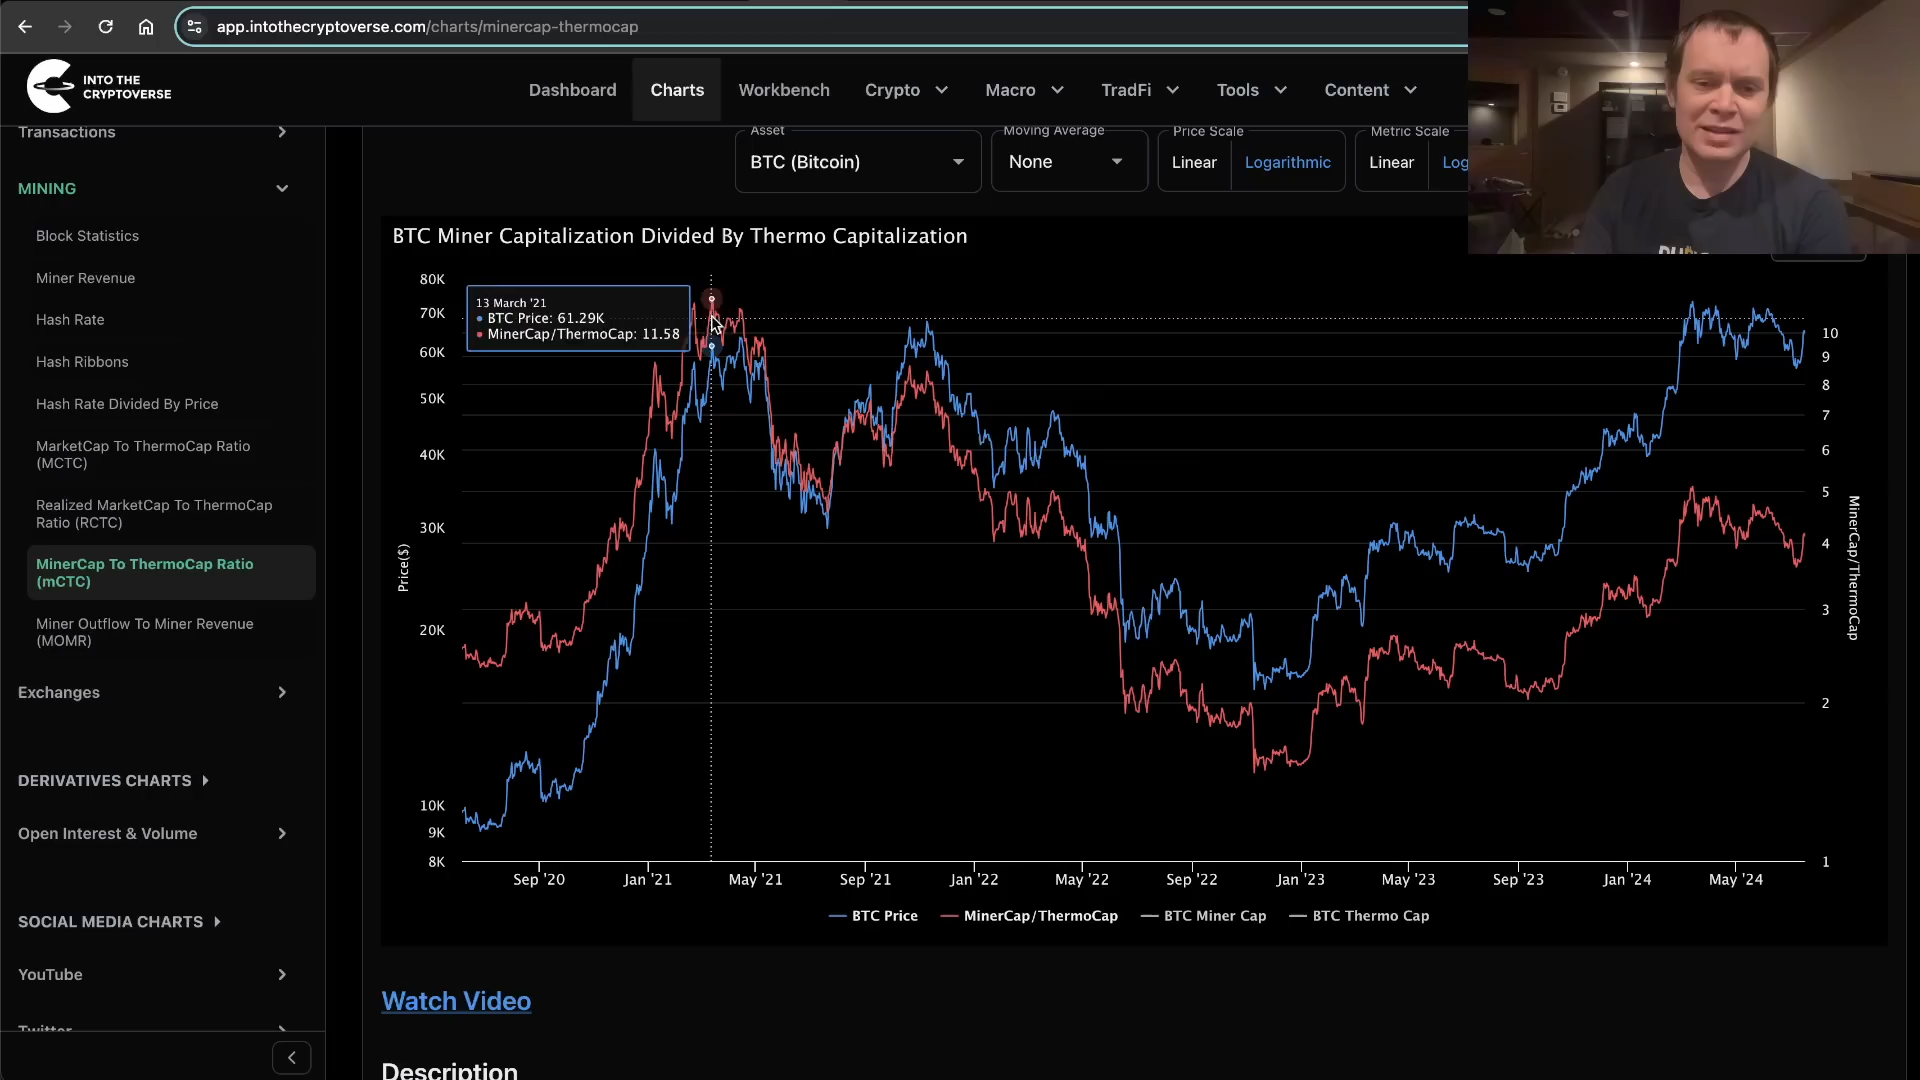 app.intothecryptoverse.com/charts/minercap-thermocap
INTO THE
CRYPTOVERSE
Dashboard
Charts
Workbench
Crypto
Macro
TradFi
Tools
Content
Transactions
MINING
Block Statistics
Miner Revenue
Hash Rate
Hash Ribbons
Hash Rate Divided By Price
MarketCap To ThermoCap Ratio
(MCTC)
Realized MarketCap To ThermoCap
Ratio (RCTC)
MinerCap To ThermoCap Ratio
(mCTC)
Miner Outflow To Miner Revenue
(MOMR)
Exchanges
DERIVATIVES CHARTS
Open Interest & Volume
SOCIAL MEDIA CHARTS
YouTube
Twitter
Asset
BTC (Bitcoin)
Moving Average
None
Price Scale
Linear
Logarithmic
Metric Scale
Linear
Log
BTC Miner Capitalization Divided By Thermo Capitalization
13 March '21
BTC Price: 61.29K
MinerCap/ThermoCap: 11.58
80K
70K
60K
50K
40K
30K
20K
10K
9K
8K
Price($)
10
9
8
7
6
5
4
3
2
1
MinerCap/ThermoCap
Sep '20
Jan '21
May '21
Sep '21
Jan '22
May '22
Sep '22
Jan '23
May '23
Sep '23
Jan '24
May '24
BTC Price
MinerCap/ThermoCap
BTC Miner Cap
BTC Thermo Cap
Watch Video
Description